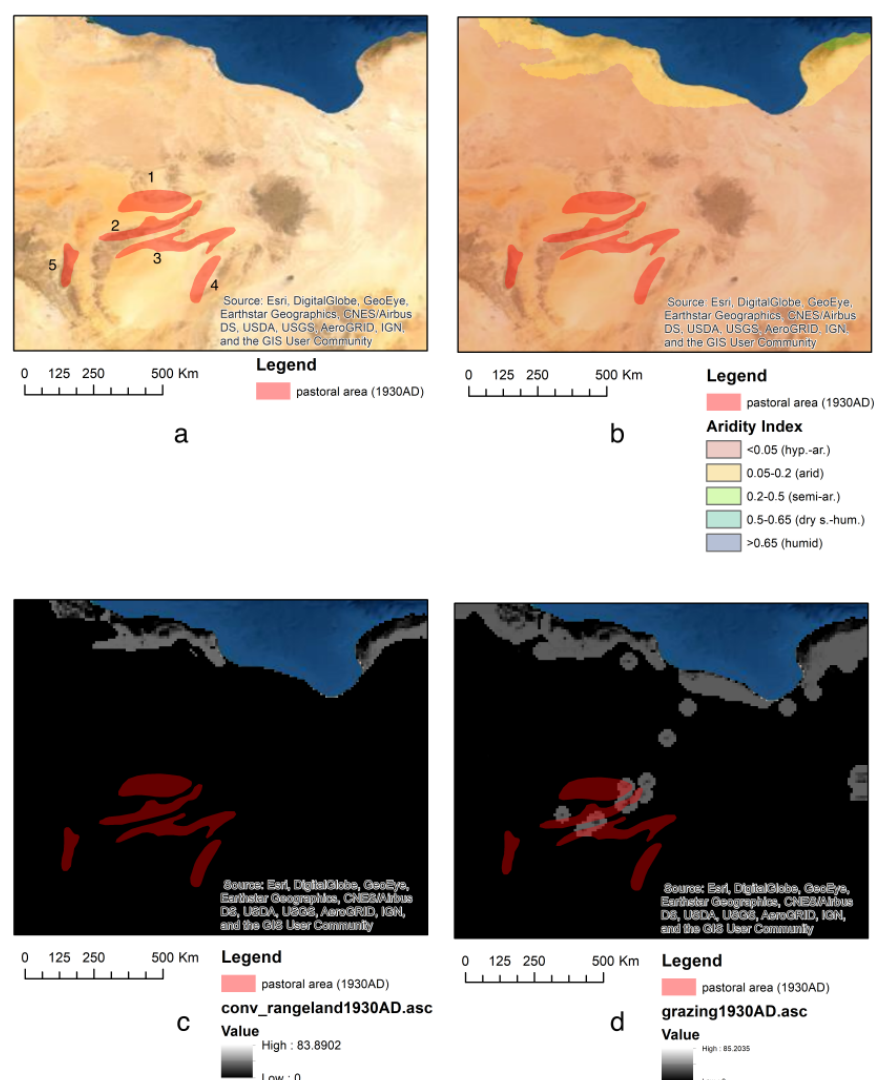 1
2
3
5
4
Source: Esri, DigitalGlobe, GeoEye,
Earthstar Geographics, CNES/Airbus
DS, USDA, USGS, AeroGRID, IGN,
and the GIS User Community
0 125 250 500 Km
Legend
pastoral area (1930AD)
a
Source: Esri, DigitalGlobe, GeoEye,
Earthstar Geographics, CNES/Airbus
DS, USDA, USGS, AeroGRID, IGN,
and the GIS User Community
0 125 250 500 Km
Legend
pastoral area (1930AD)
Aridity Index
<0.05 (hyp.-ar.)
0.05-0.2 (arid)
0.2-0.5 (semi-ar.)
0.5-0.65 (dry s.-hum.)
>0.65 (humid)
b
Source: Esri, DigitalGlobe, GeoEye,
Earthstar Geographics, CNES/Airbus
DS, USDA, USGS, AeroGRID, IGN,
and the GIS User Community
0 125 250 500 Km
Legend
pastoral area (1930AD)
conv_rangeland1930AD.asc
Value
High : 83.8902
Low : 0
c
Source: Esri, DigitalGlobe, GeoEye,
Earthstar Geographics, CNES/Airbus
DS, USDA, USGS, AeroGRID, IGN,
and the GIS User Community
0 125 250 500 Km
Legend
pastoral area (1930AD)
grazing1930AD.asc
Value
High : 85.2035
d